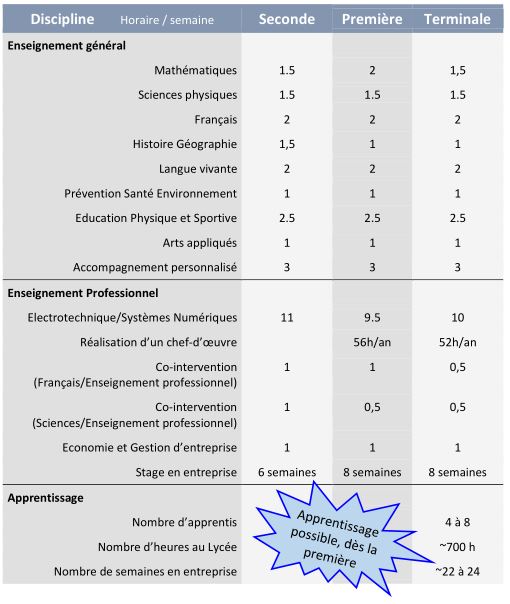 Discipline Horaire / semaine Seconde Première Terminale
Enseignement général
Mathématiques 1.5 2 1,5
Sciences physiques 1.5 1.5 1.5
Français 2 2 2
Histoire Géographie 1,5 1 1
Langue vivante 2 2 2
Prévention Santé Environnement 1 1 1
Education Physique et Sportive 2.5 2.5 2.5
Arts appliqués 1 1 1
Accompagnement personnalisé 3 3 3
Enseignement Professionnel
Electrotechnique/Systèmes Numériques 11 9.5 10
Réalisation d'un chef-d'œuvre 56h/an 52h/an
Co-intervention 1 1 0,5
(Français/Enseignement professionnel)
Co-intervention 1 0,5 0,5
(Sciences/Enseignement professionnel)
Economie et Gestion d'entreprise 1 1 1
Stage en entreprise 6 semaines 8 semaines 8 semaines
Apprentissage
Nombre d'apprentis 4 à 8
Nombre d'heures au Lycée ~700 h
Nombre de semaines en entreprise ~22 à 24
Apprentissage
possible, dès la
première